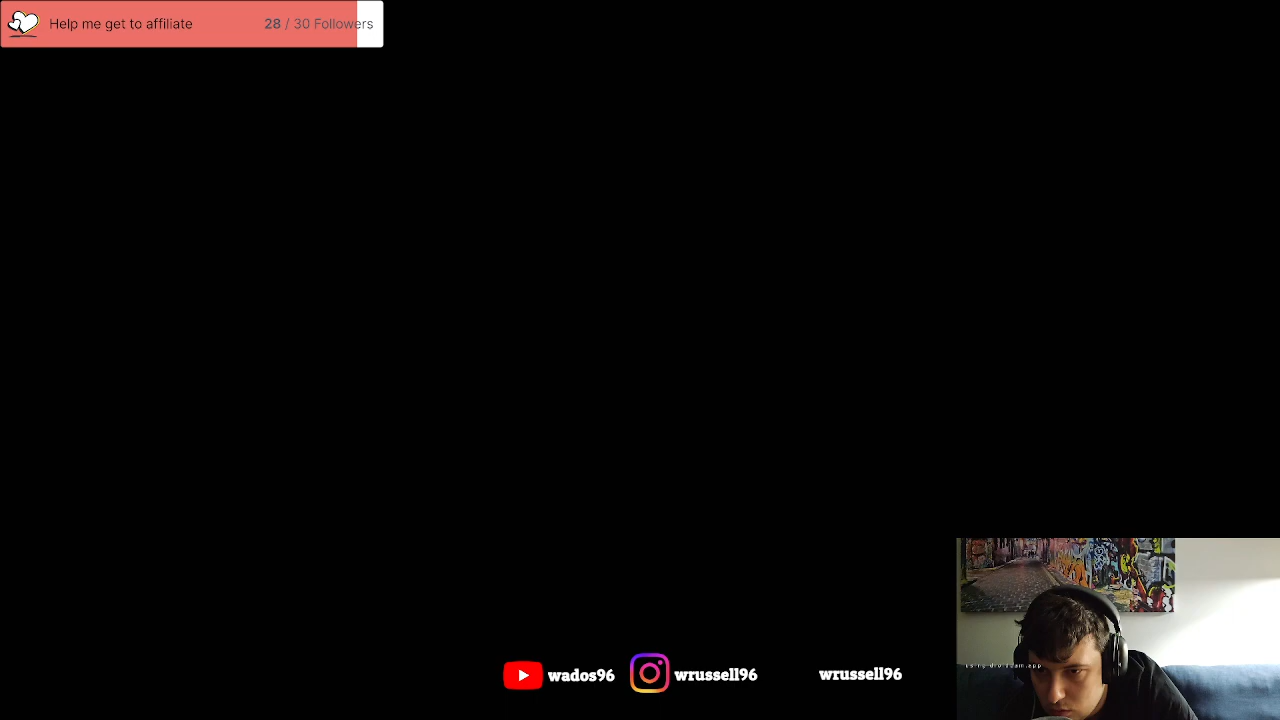 Help me get to affiliate
28 / 30 Followers
wados96
wrussell96
wrussell96